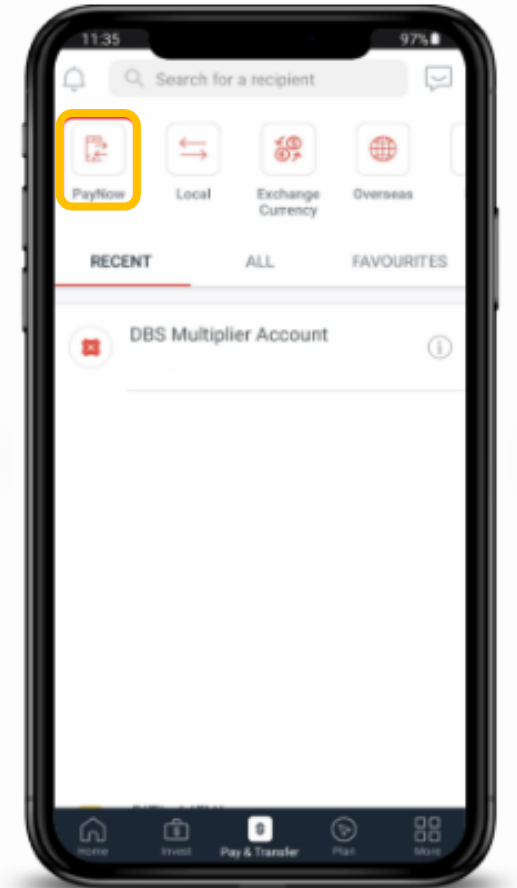 11:35
97%
Search for a recipient
PayNow
Local
Exchange
Currency
Overseas
RECENT
ALL
FAVOURITES
DBS Multiplier Account
Home
Invest
Pay & Transfer
Plan
More